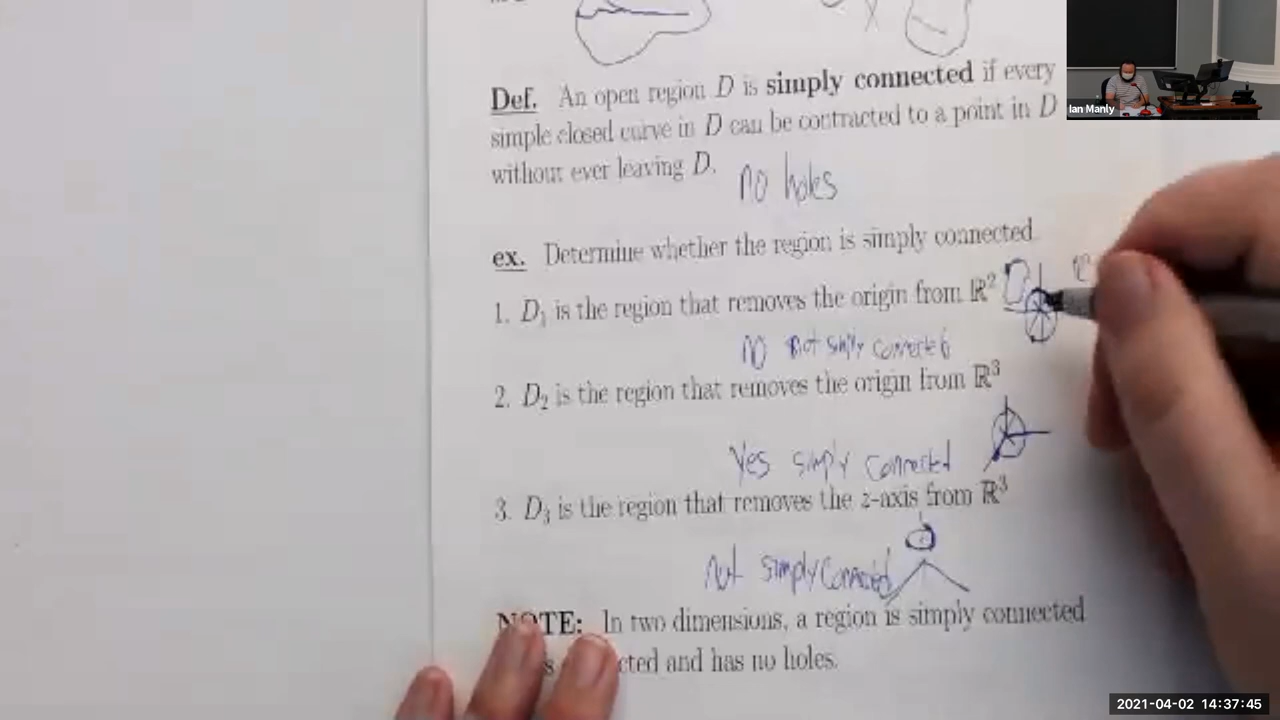 Ian Manly
Def. An open region D is simply connected if every
simple closed curve in D can be contracted to a point in D
without ever leaving D.
no holes
ex. Determine whether the region is simply connected.
1. D₁ is the region that removes the origin from ℝ²
NO not simply connected
2. D₂ is the region that removes the origin from ℝ³
Yes simply connected
3. D₃ is the region that removes the z-axis from ℝ³
Not simply connected
NOTE: In two dimensions, a region is simply connected
and has no holes.
2021-04-02 14:37:45